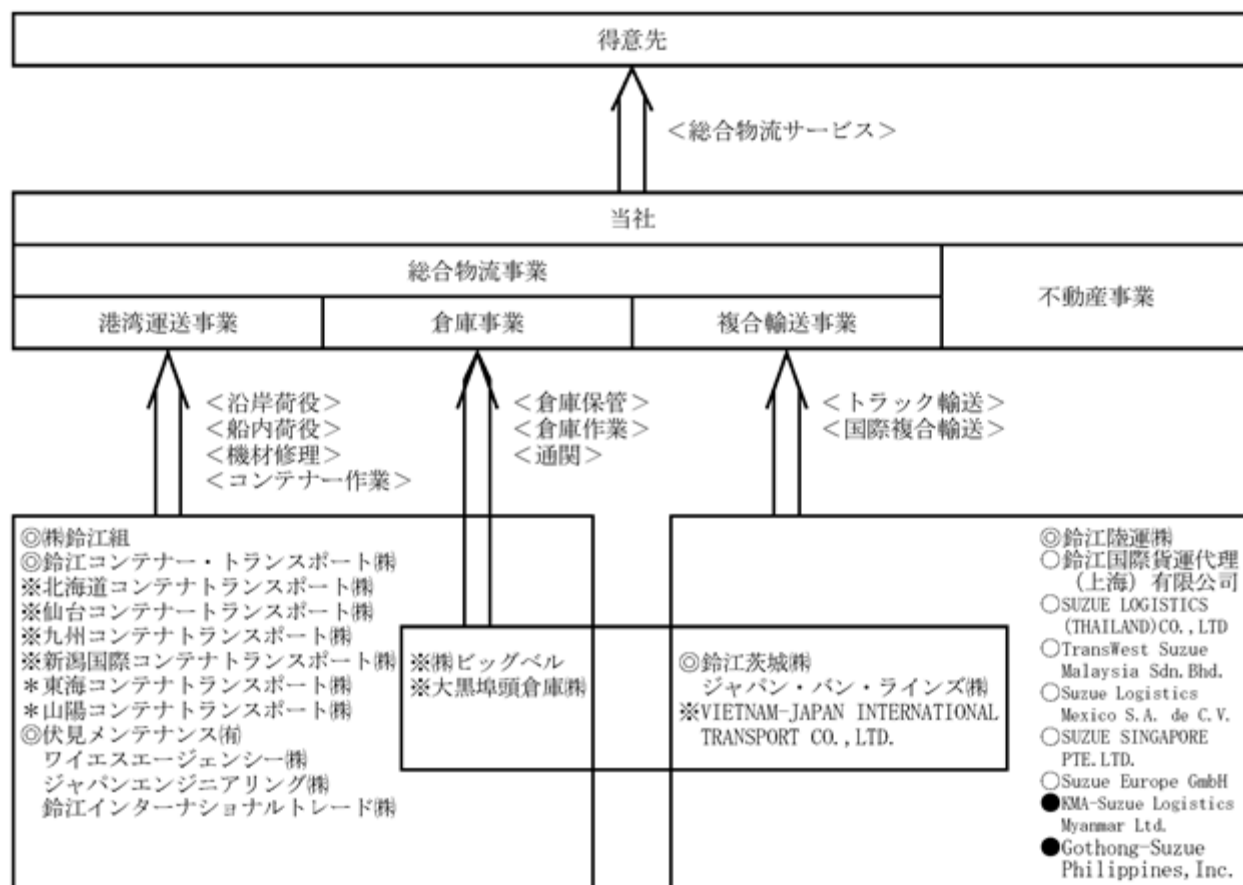 得意先
<総合物流サービス>
当社
総合物流事業
不動産事業
港湾運送事業
倉庫事業
複合輸送事業
<沿岸荷役>
<船内荷役>
<機材修理>
<コンテナー作業>
<倉庫保管>
<倉庫作業>
<通関>
<トラック輸送>
<国際複合輸送>
◎㈱鈴江組
◎鈴江コンテナー・トランスポート㈱
※北海道コンテナトランスポート㈱
※仙台コンテナートランスポート㈱
※九州コンテナトランスポート㈱
※新潟国際コンテナトランスポート㈱
*東海コンテナトランスポート㈱
*山陽コンテナトランスポート㈱
◎伏見メンテナンス㈲
ワイエスエージェンシー㈱
ジャパンエンジニアリング㈱
鈴江インターナショナルトレード㈱
※㈱ビッグベル
※大黒埠頭倉庫㈱
◎鈴江茨城㈱
ジャパン・バン・ラインズ㈱
※VIETNAM-JAPAN INTERNATIONAL
TRANSPORT CO.,LTD.
◎鈴江陸運㈱
○鈴江国際貨運代理
(上海)有限公司
○SUZUE LOGISTICS
(THAILAND)CO.,LTD
○TransWest Suzue
Malaysia Sdn.Bhd.
○Suzue Logistics
Mexico S.A. de C.V.
○SUZUE SINGAPORE
PTE.LTD.
○Suzue Europe GmbH
●KMA-Suzue Logistics
Myanmar Ltd.
●Gothong-Suzue
Philippines,Inc.